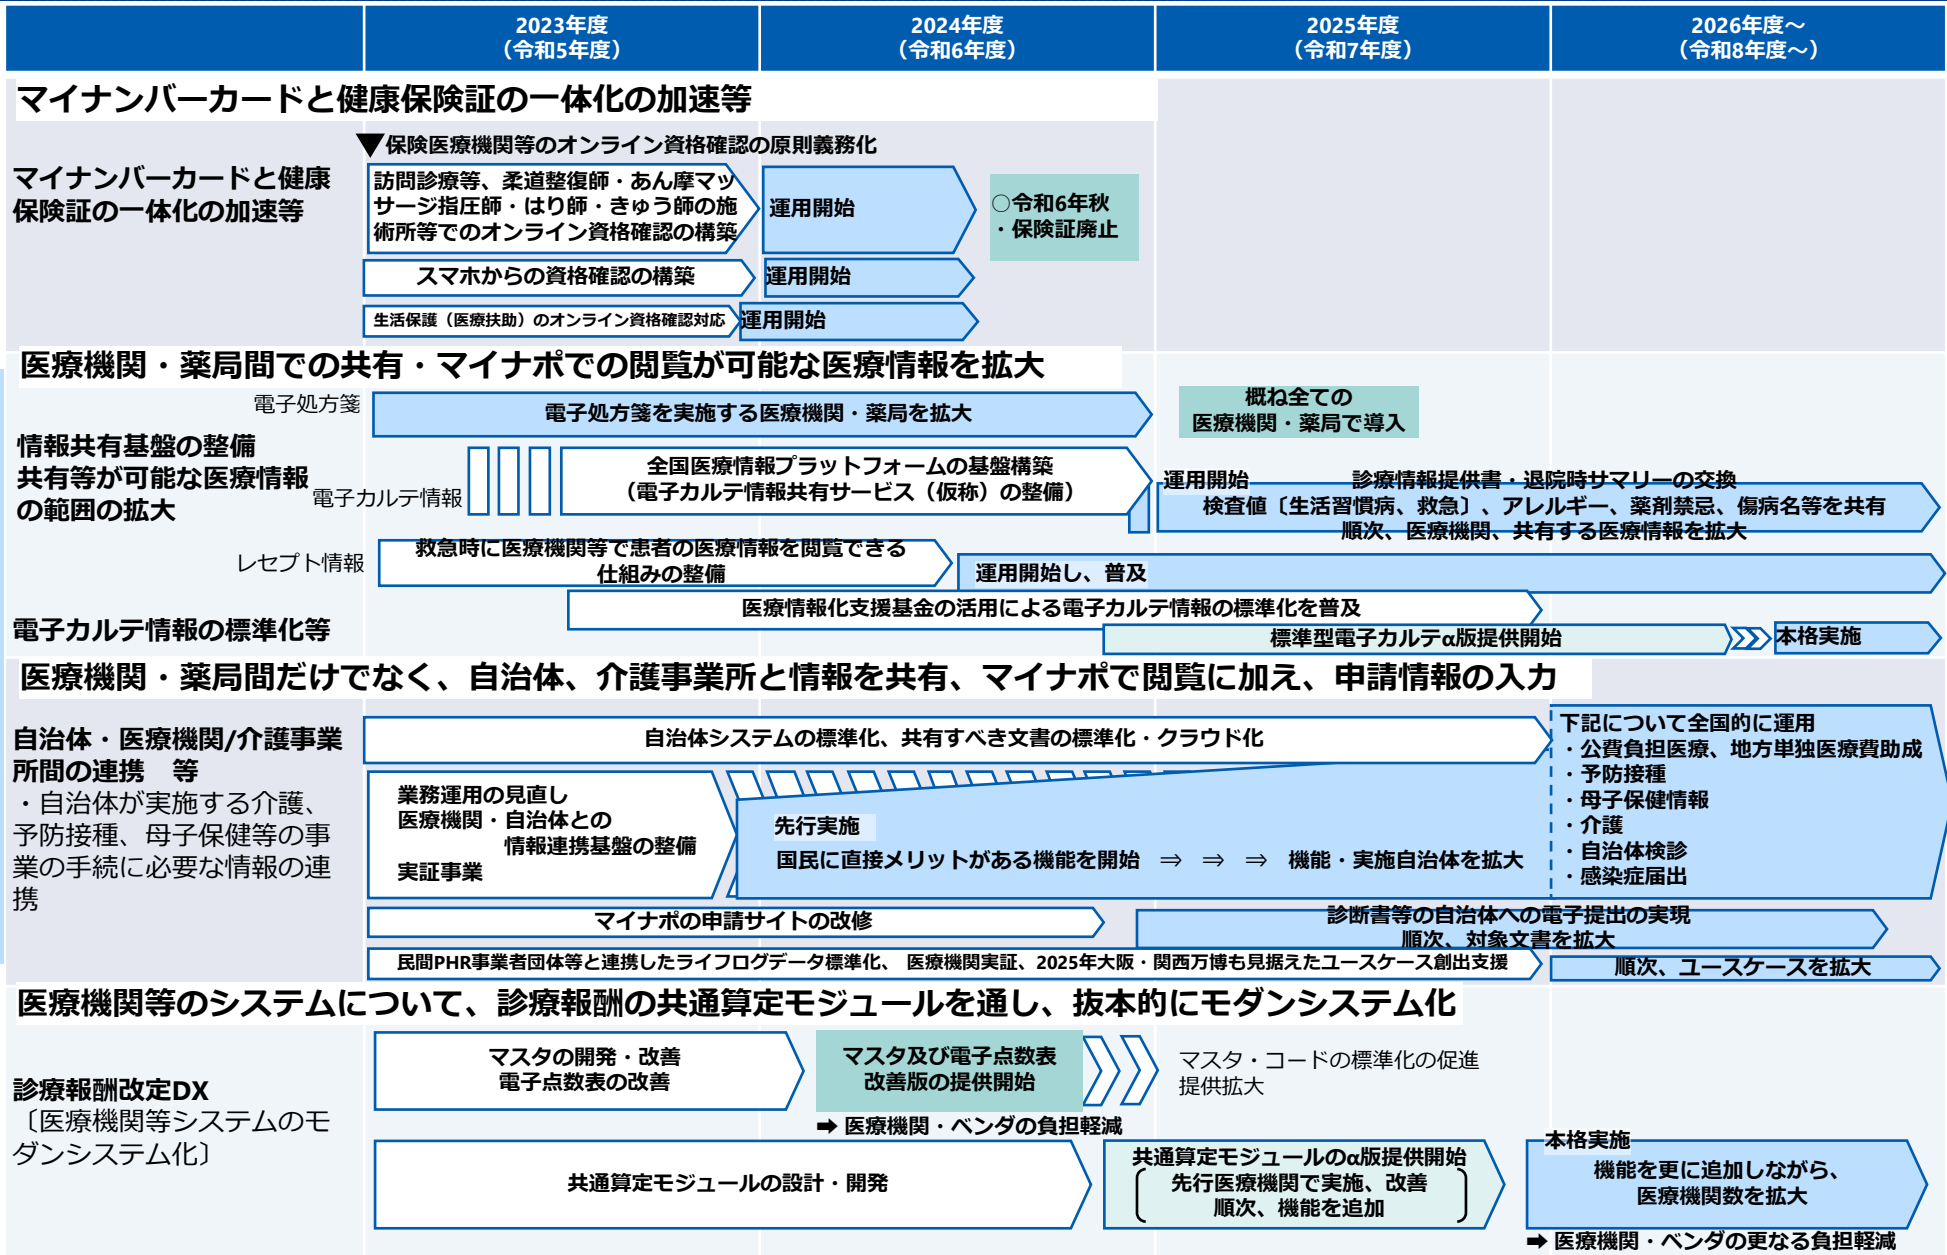 2023年度
（令和5年度）
2024年度
（令和6年度）
2025年度
（令和7年度）
2026年度～
（令和8年度～）
マイナンバーカードと健康保険証の一体化の加速等
マイナンバーカードと健康
保険証の一体化の加速等
▼保険医療機関等のオンライン資格確認の原則義務化
訪問診療等、柔道整復師・あん摩マッ
サージ指圧師・はり師・きゅう師の施
術所等でのオンライン資格確認の構築
運用開始
○令和6年秋
・保険証廃止
スマホからの資格確認の構築
運用開始
生活保護（医療扶助）のオンライン資格確認対応
運用開始
医療機関・薬局間での共有・マイナポでの閲覧が可能な医療情報を拡大
情報共有基盤の整備
共有等が可能な医療情報
の範囲の拡大
電子処方箋
電子処方箋を実施する医療機関・薬局を拡大
概ね全ての
医療機関・薬局で導入
電子カルテ情報
全国医療情報プラットフォームの基盤構築
（電子カルテ情報共有サービス（仮称）の整備）
運用開始
診療情報提供書・退院時サマリーの交換
検査値〔生活習慣病、救急〕、アレルギー、薬剤禁忌、傷病名等を共有
順次、医療機関、共有する医療情報を拡大
レセプト情報
救急時に医療機関等で患者の医療情報を閲覧できる
仕組みの整備
運用開始し、普及
電子カルテ情報の標準化等
医療情報化支援基金の活用による電子カルテ情報の標準化を普及
標準型電子カルテα版提供開始
本格実施
医療機関・薬局間だけでなく、自治体、介護事業所と情報を共有、マイナポで閲覧に加え、申請情報の入力
自治体・医療機関/介護事業
所間の連携　等
・自治体が実施する介護、
予防接種、母子保健等の事
業の手続に必要な情報の連
携
自治体システムの標準化、共有すべき文書の標準化・クラウド化
業務運用の見直し
医療機関・自治体との
情報連携基盤の整備
実証事業
先行実施
国民に直接メリットがある機能を開始　⇒　⇒　⇒　機能・実施自治体を拡大
下記について全国的に運用
・公費負担医療、地方単独医療費助成
・予防接種
・母子保健情報
・介護
・自治体検診
・感染症届出
マイナポの申請サイトの改修
診断書等の自治体への電子提出の実現
順次、対象文書を拡大
民間PHR事業者団体等と連携したライフログデータ標準化、 医療機関実証、2025年大阪・関西万博も見据えたユースケース創出支援
順次、ユースケースを拡大
医療機関等のシステムについて、診療報酬の共通算定モジュールを通し、抜本的にモダンシステム化
診療報酬改定DX
〔医療機関等システムのモ
ダンシステム化〕
マスタの開発・改善
電子点数表の改善
マスタ及び電子点数表
改善版の提供開始
マスタ・コードの標準化の促進
提供拡大
➡ 医療機関・ベンダの負担軽減
共通算定モジュールの設計・開発
共通算定モジュールのα版提供開始
先行医療機関で実施、改善
順次、機能を追加
本格実施
機能を更に追加しながら、
医療機関数を拡大
➡ 医療機関・ベンダの更なる負担軽減